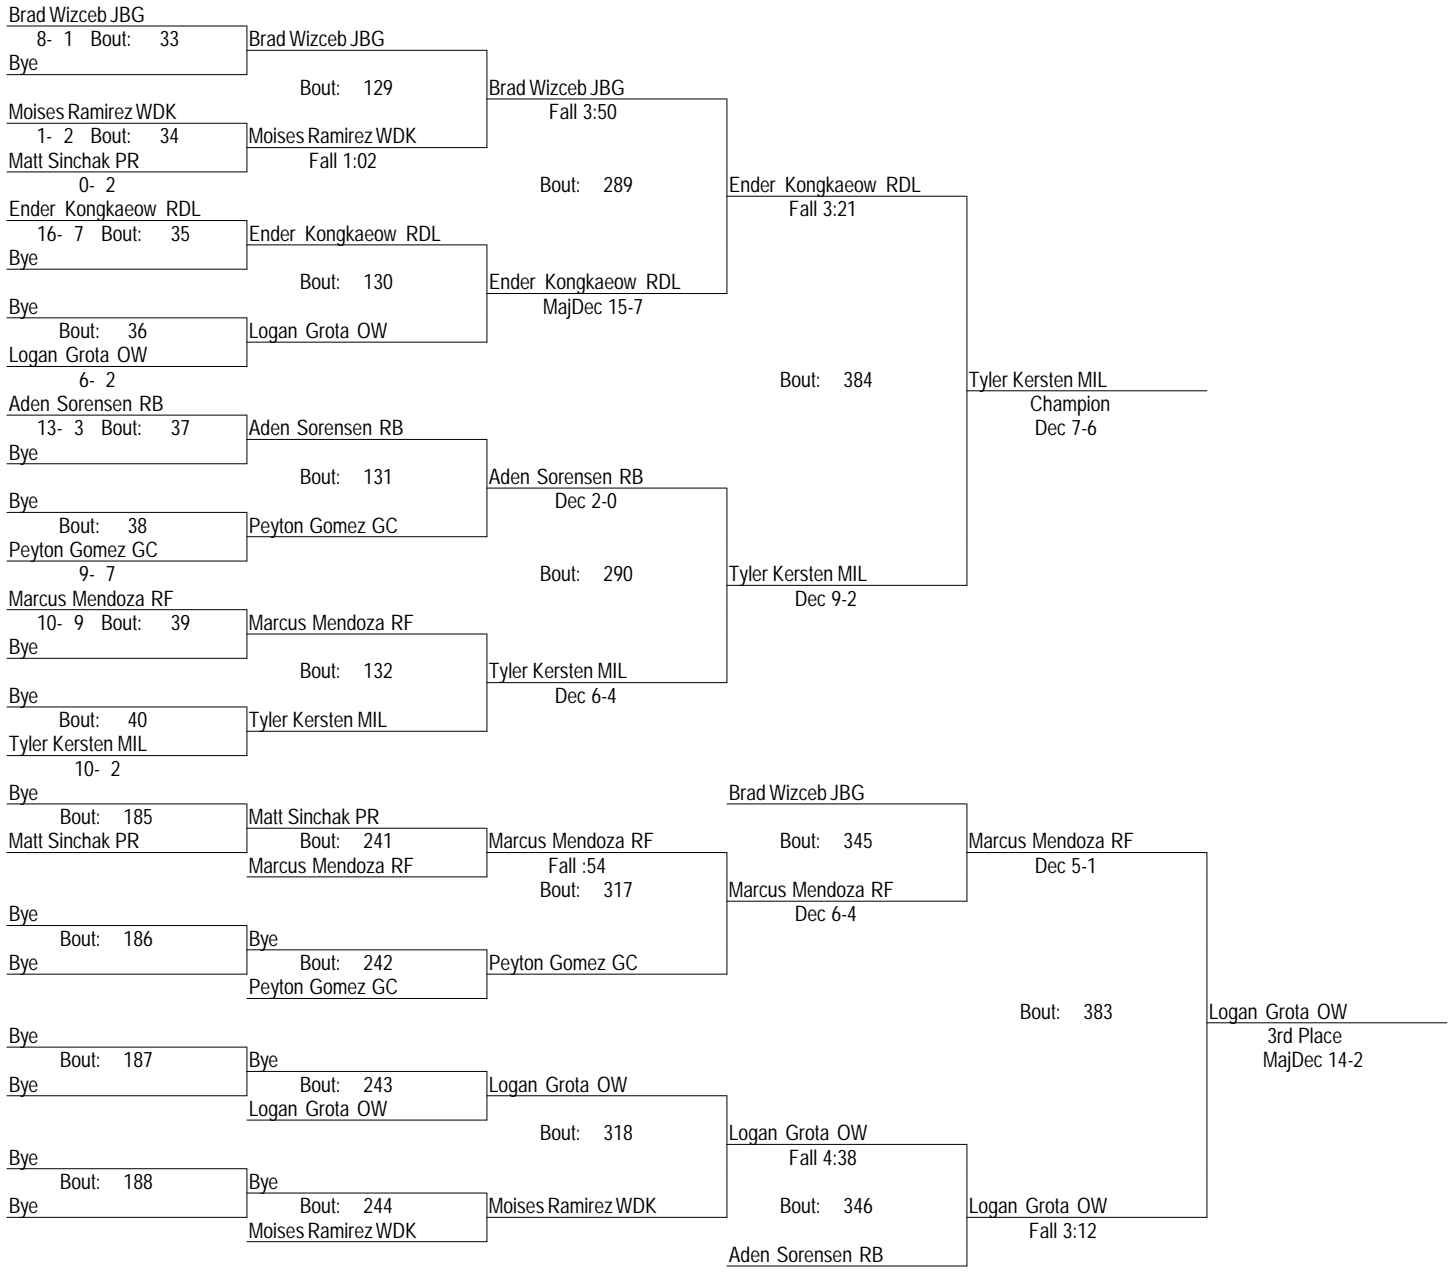 Brad Wizceb JBG
8- 1 Bout: 33
Brad Wizceb JBG
Bye
Bout: 129
Brad Wizceb JBG
Moises Ramirez WDK
Fall 3:50
1- 2 Bout: 34
Moises Ramirez WDK
Matt Sinchak PR
Fall 1:02
0- 2
Bout: 289
Ender Kongkaeow RDL
Ender Kongkaeow RDL
Fall 3:21
16- 7 Bout: 35
Ender Kongkaeow RDL
Bye
Bout: 130
Ender Kongkaeow RDL
Bye
MajDec 15-7
Bout: 36
Logan Grota OW
Logan Grota OW
6- 2
Bout: 384
Tyler Kersten MIL
Aden Sorensen RB
Champion
13- 3 Bout: 37
Aden Sorensen RB
Dec 7-6
Bye
Bout: 131
Aden Sorensen RB
Bye
Dec 2-0
Bout: 38
Peyton Gomez GC
Peyton Gomez GC
9- 7
Bout: 290
Tyler Kersten MIL
Marcus Mendoza RF
Dec 9-2
10- 9 Bout: 39
Marcus Mendoza RF
Bye
Bout: 132
Tyler Kersten MIL
Bye
Dec 6-4
Bout: 40
Tyler Kersten MIL
Tyler Kersten MIL
10- 2
Bye
Brad Wizceb JBG
Bout: 185
Matt Sinchak PR
Matt Sinchak PR
Bout: 241
Marcus Mendoza RF
Bout: 345
Marcus Mendoza RF
Marcus Mendoza RF
Fall :54
Dec 5-1
Bout: 317
Marcus Mendoza RF
Bye
Dec 6-4
Bout: 186
Bye
Bye
Bout: 242
Peyton Gomez GC
Peyton Gomez GC
Bout: 383
Logan Grota OW
Bye
3rd Place
Bout: 187
Bye
MajDec 14-2
Bye
Bout: 243
Logan Grota OW
Logan Grota OW
Bout: 318
Logan Grota OW
Bye
Fall 4:38
Bout: 188
Bye
Bye
Bout: 244
Moises Ramirez WDK
Bout: 346
Logan Grota OW
Moises Ramirez WDK
Fall 3:12
Aden Sorensen RB